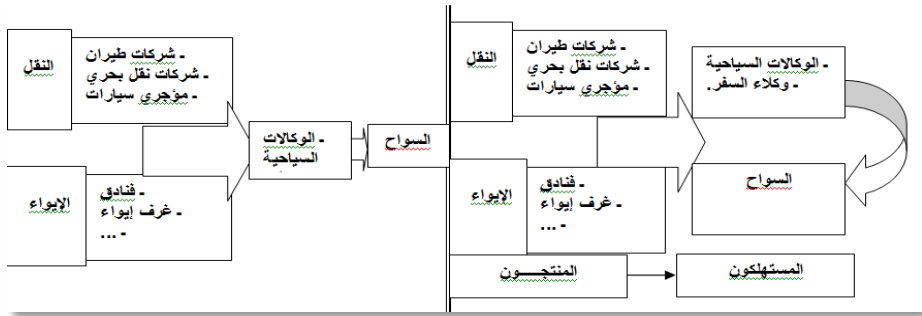 النقل
ـ شركات طيران
ـ شركات نقل بحري
ـ مؤجري سيارات
ـ الوكالات السياحية
ـ وكلاء السفر.
السواح
الإيواء
ـ فنادق
ـ غرف إيواء
ـ ...
المنتجـــــون
المستهلكون
النقل
ـ شركات طيران
ـ شركات نقل بحري
ـ مؤجري سيارات
ـ الوكالات
السياحية
السواح
الإيواء
ـ فنادق
ـ غرف إيواء
ـ ...